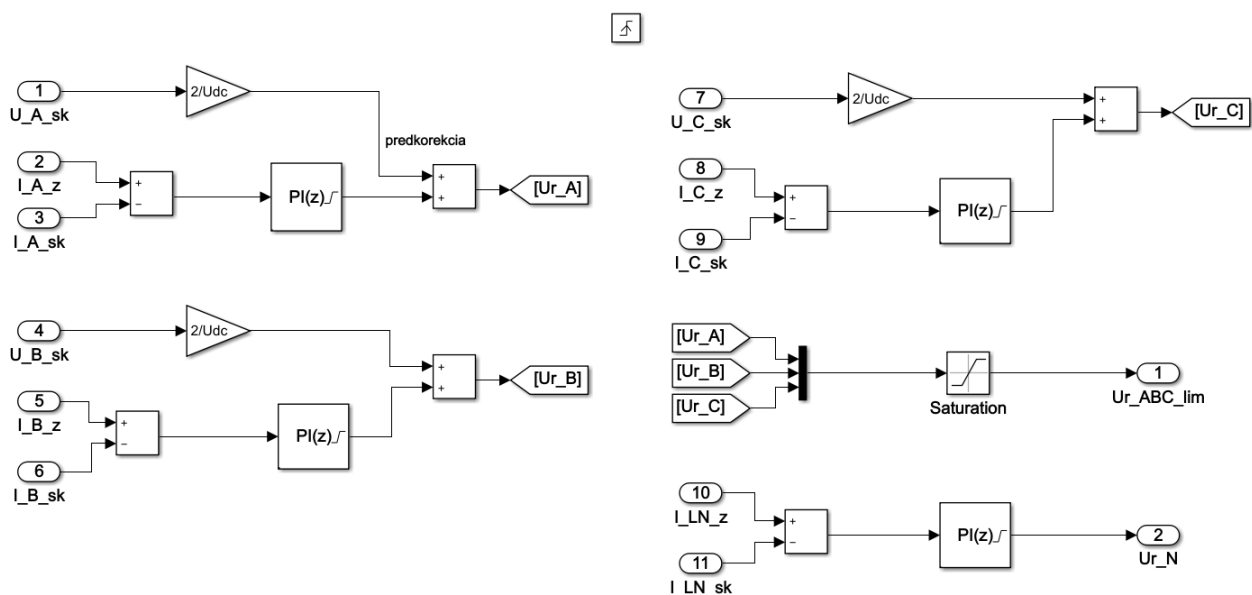 1
U_A_sk
2/Udc
predkorekcia
2
I_A_z
3
I_A_sk
+
−
PI(z)
+
+
[Ur_A]
4
U_B_sk
2/Udc
5
I_B_z
6
I_B_sk
+
−
PI(z)
+
+
[Ur_B]
7
U_C_sk
2/Udc
8
I_C_z
9
I_C_sk
+
−
PI(z)
+
+
[Ur_C]
[Ur_A]
[Ur_B]
[Ur_C]
Saturation
1
Ur_ABC_lim
10
I_LN_z
11
I_LN_sk
+
−
PI(z)
2
Ur_N